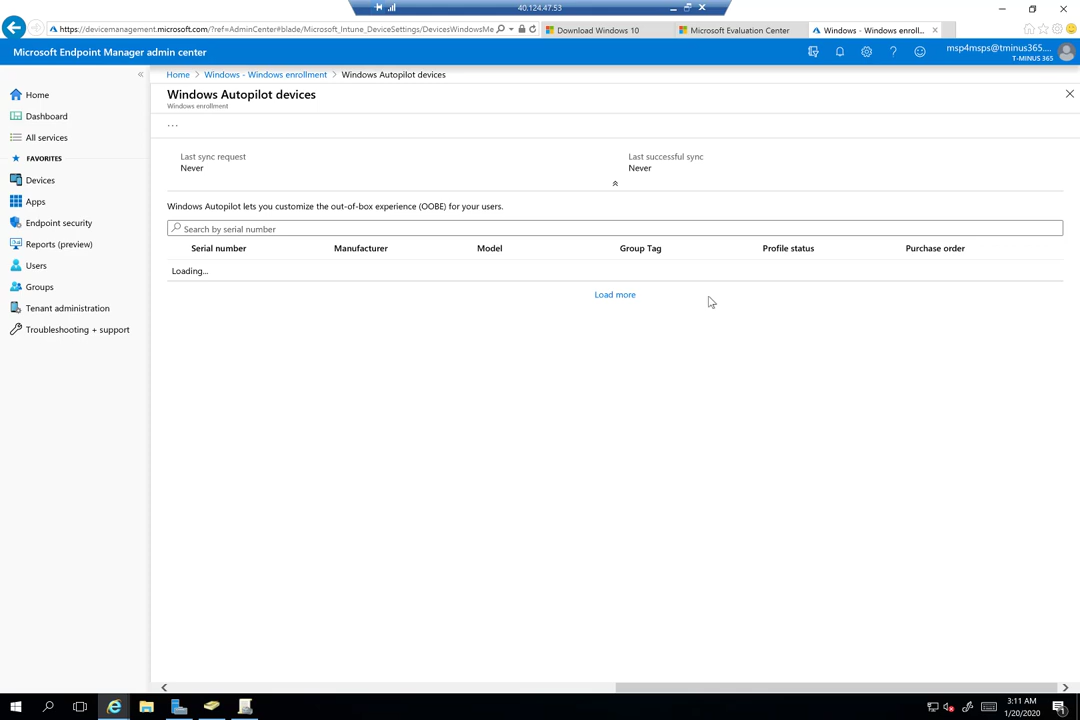 40.124.47.53
https://devicemanagement.microsoft.com/?ref=AdminCenter#blade/Microsoft_Intune_DeviceSettings/DevicesWindowsMe
Download Windows 10
Microsoft Evaluation Center
Windows - Windows enroll...
Microsoft Endpoint Manager admin center
msp4msps@tminus365....
T-MINUS 365
Home
Dashboard
All services
FAVORITES
Devices
Apps
Endpoint security
Reports (preview)
Users
Groups
Tenant administration
Troubleshooting + support
Home > Windows - Windows enrollment > Windows Autopilot devices
Windows Autopilot devices
Windows enrollment
...
Last sync request
Never
Last successful sync
Never
Windows Autopilot lets you customize the out-of-box experience (OOBE) for your users.
Search by serial number
Serial number Manufacturer Model Group Tag Profile status Purchase order
Loading...
Load more
3:11 AM
1/20/2020